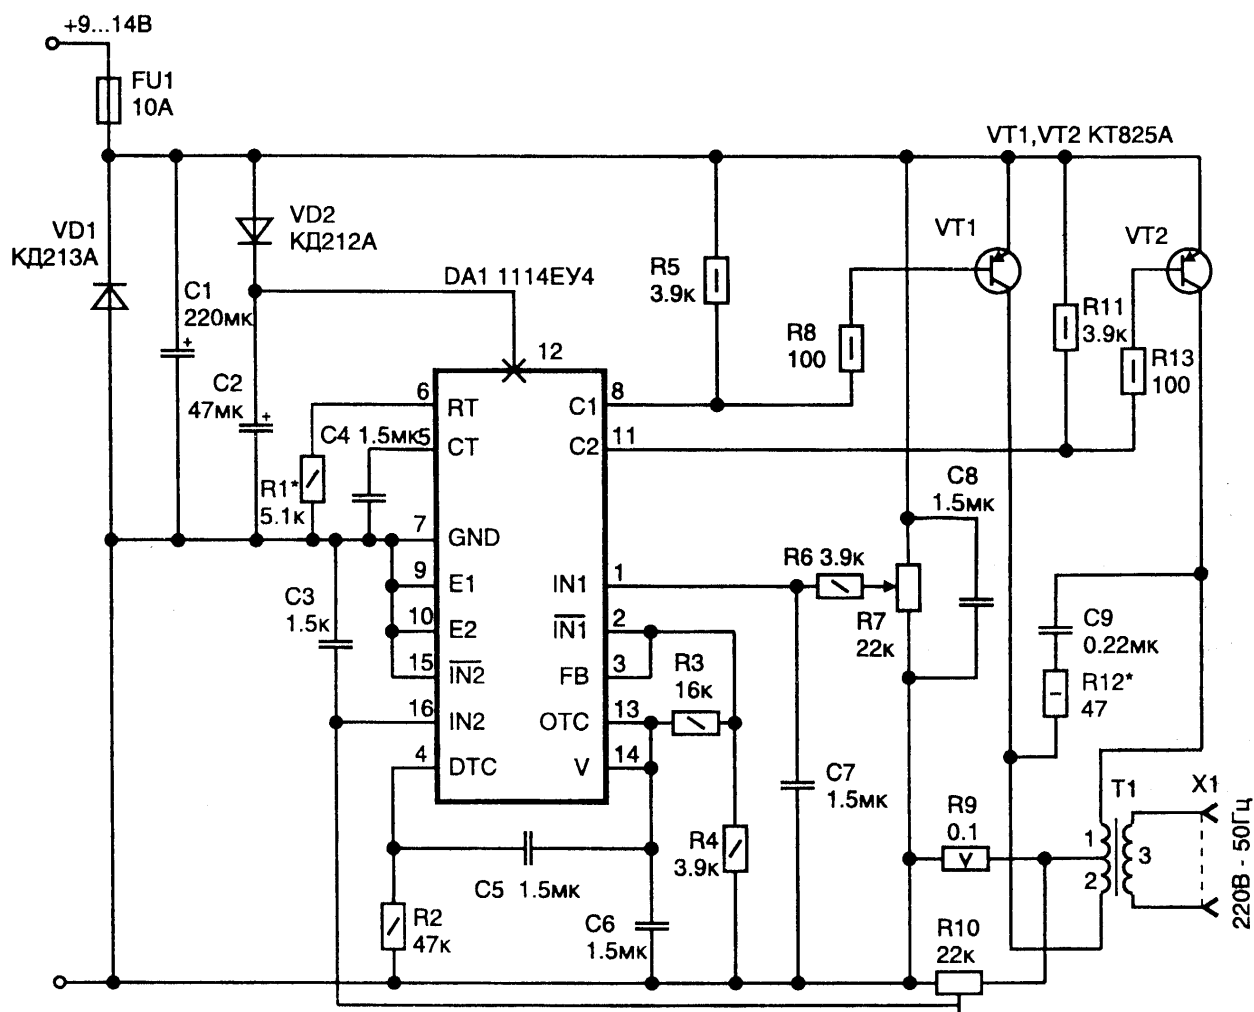 +9...14В
FU1
10А
VT1,VT2 КТ825А
VD1
КД213А
VD2
КД212А
VT1
VT2
DA1 1114ЕУ4
R5
3.9к
C1
220мк
R8
100
R11
3.9к
R13
100
C2
47мк
12
6
RT
C1
8
C4 1.5мк
5
CT
C2
11
R1*
5.1к
C8
1.5мк
7
GND
R6 3.9к
9
E1
IN1
1
C3
1.5к
10
E2
IN1
2
R7
22к
C9
0.22мк
15
IN2
FB
3
R3
16к
R12*
47
16
IN2
OTC
13
4
DTC
V
14
C7
1.5мк
T1
X1
R9
0.1
1
2
3
220В - 50Гц
R4
3.9к
C5 1.5мк
R2
47к
C6
1.5мк
R10
22к